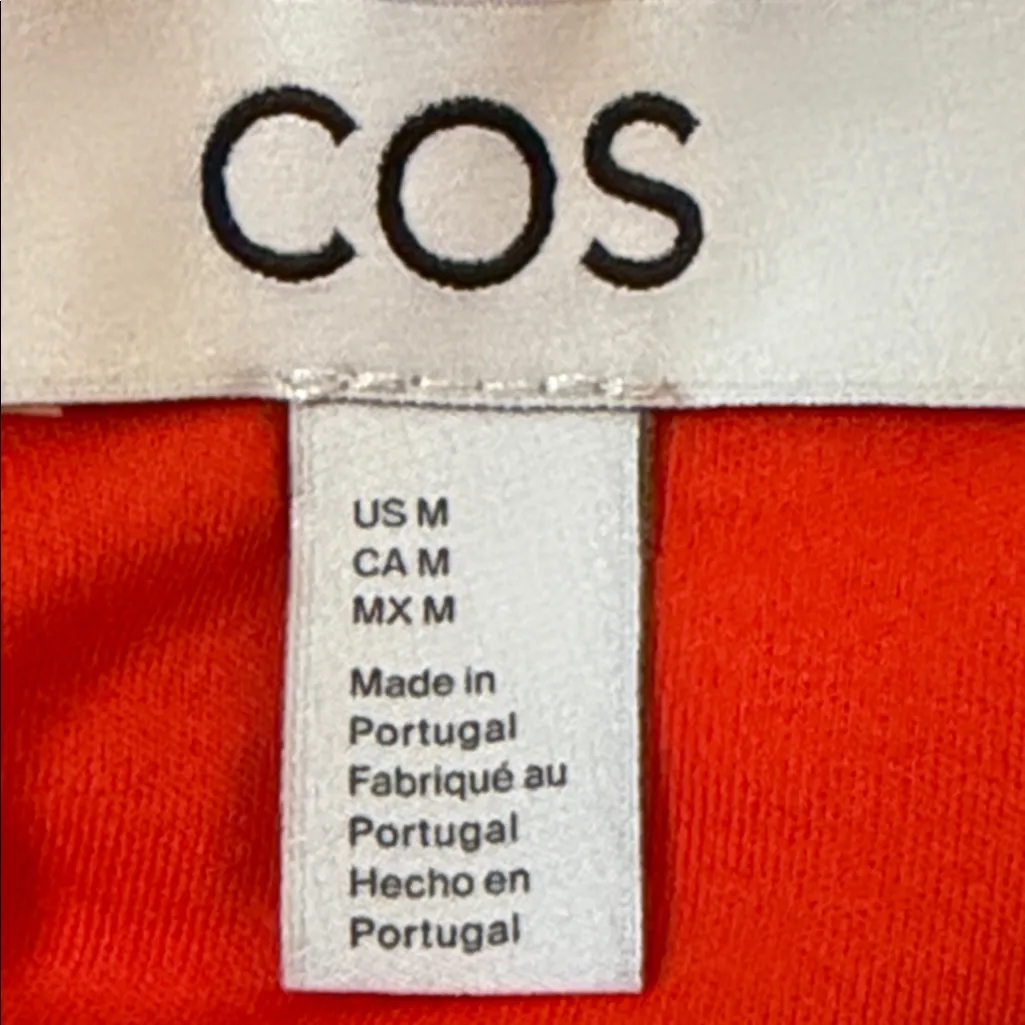 COS
US M
CA M
MX M
Made in
Portugal
Fabriqué au
Portugal
Hecho en
Portugal